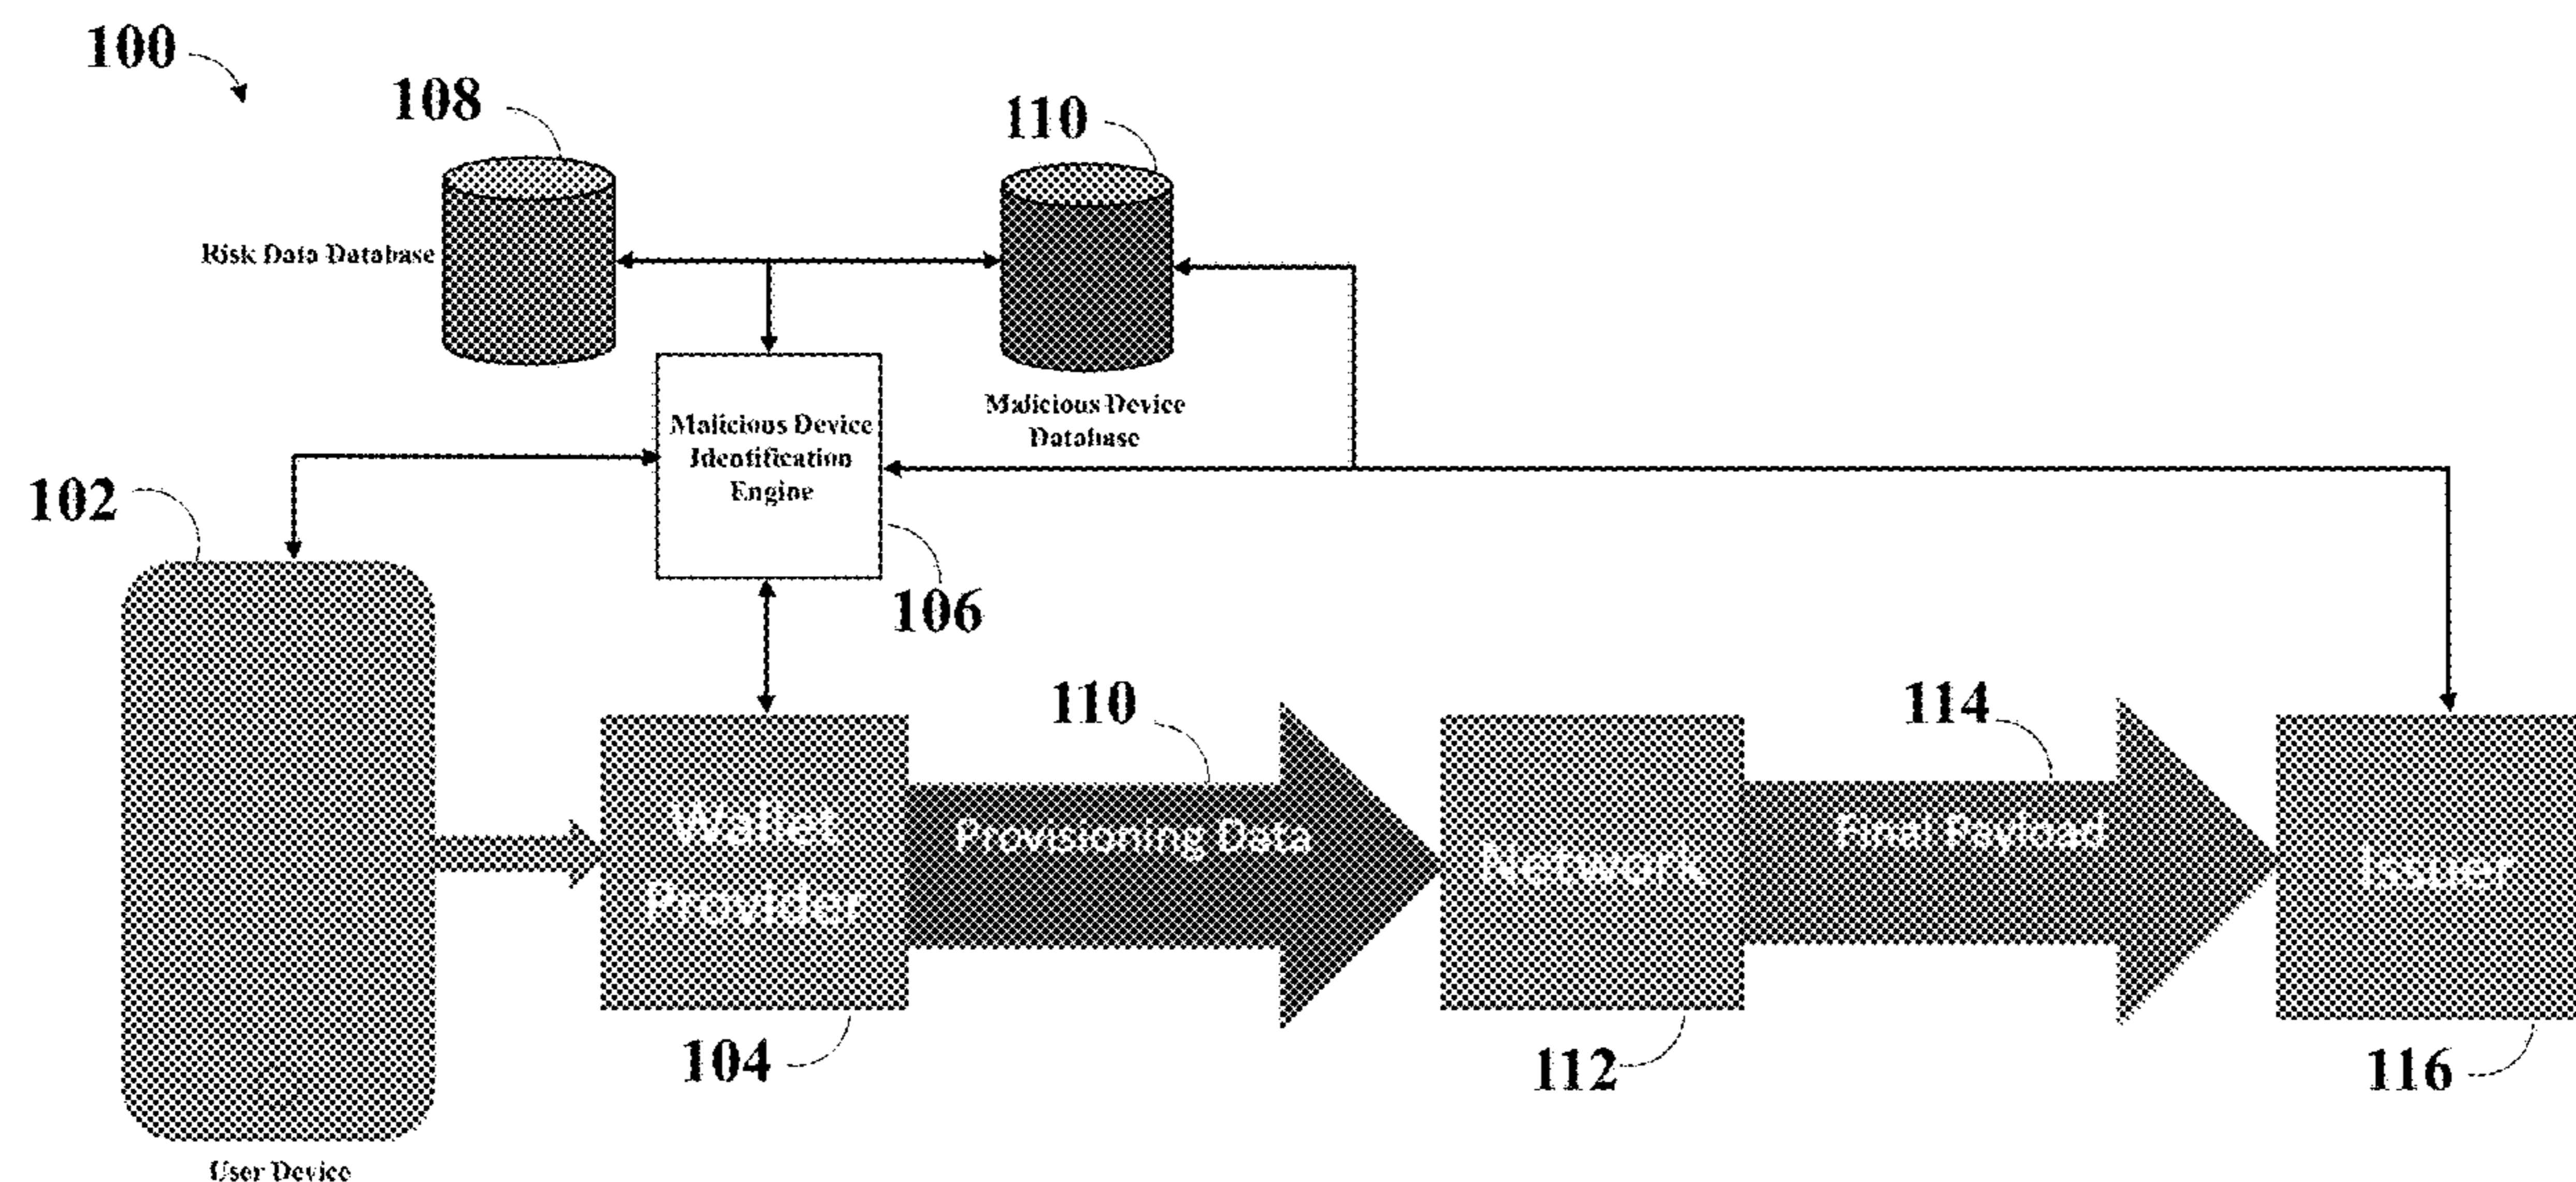 100
108
110
Risk Data Database
Malicious Device
Database
Malicious Device
Identification
Engine
102
106
110
114
Wallet
Provider
Provisioning Data
Network
Final Payload
Issuer
104
112
116
User Device